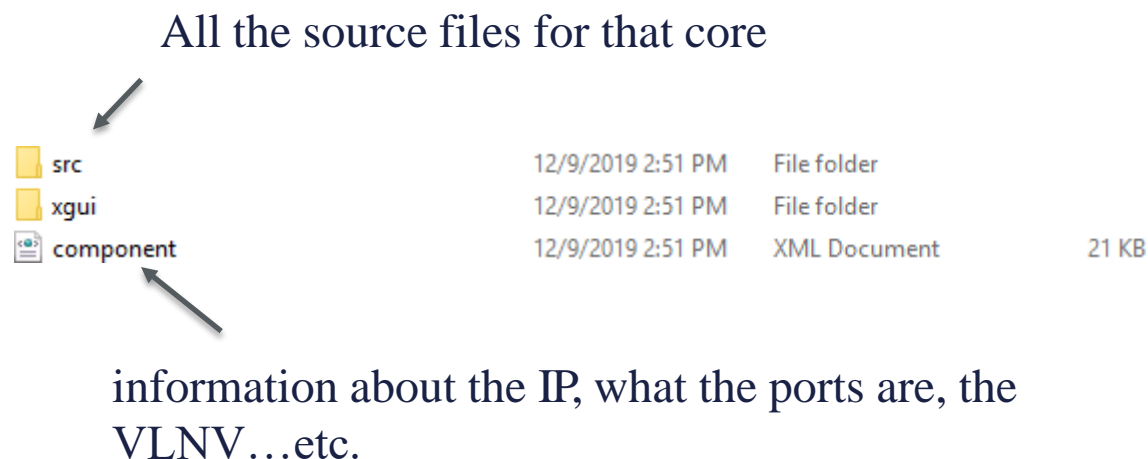 All the source files for that core
src 12/9/2019 2:51 PM File folder
xgui 12/9/2019 2:51 PM File folder
component 12/9/2019 2:51 PM XML Document 21 KB
information about the IP, what the ports are, the
VLNV…etc.